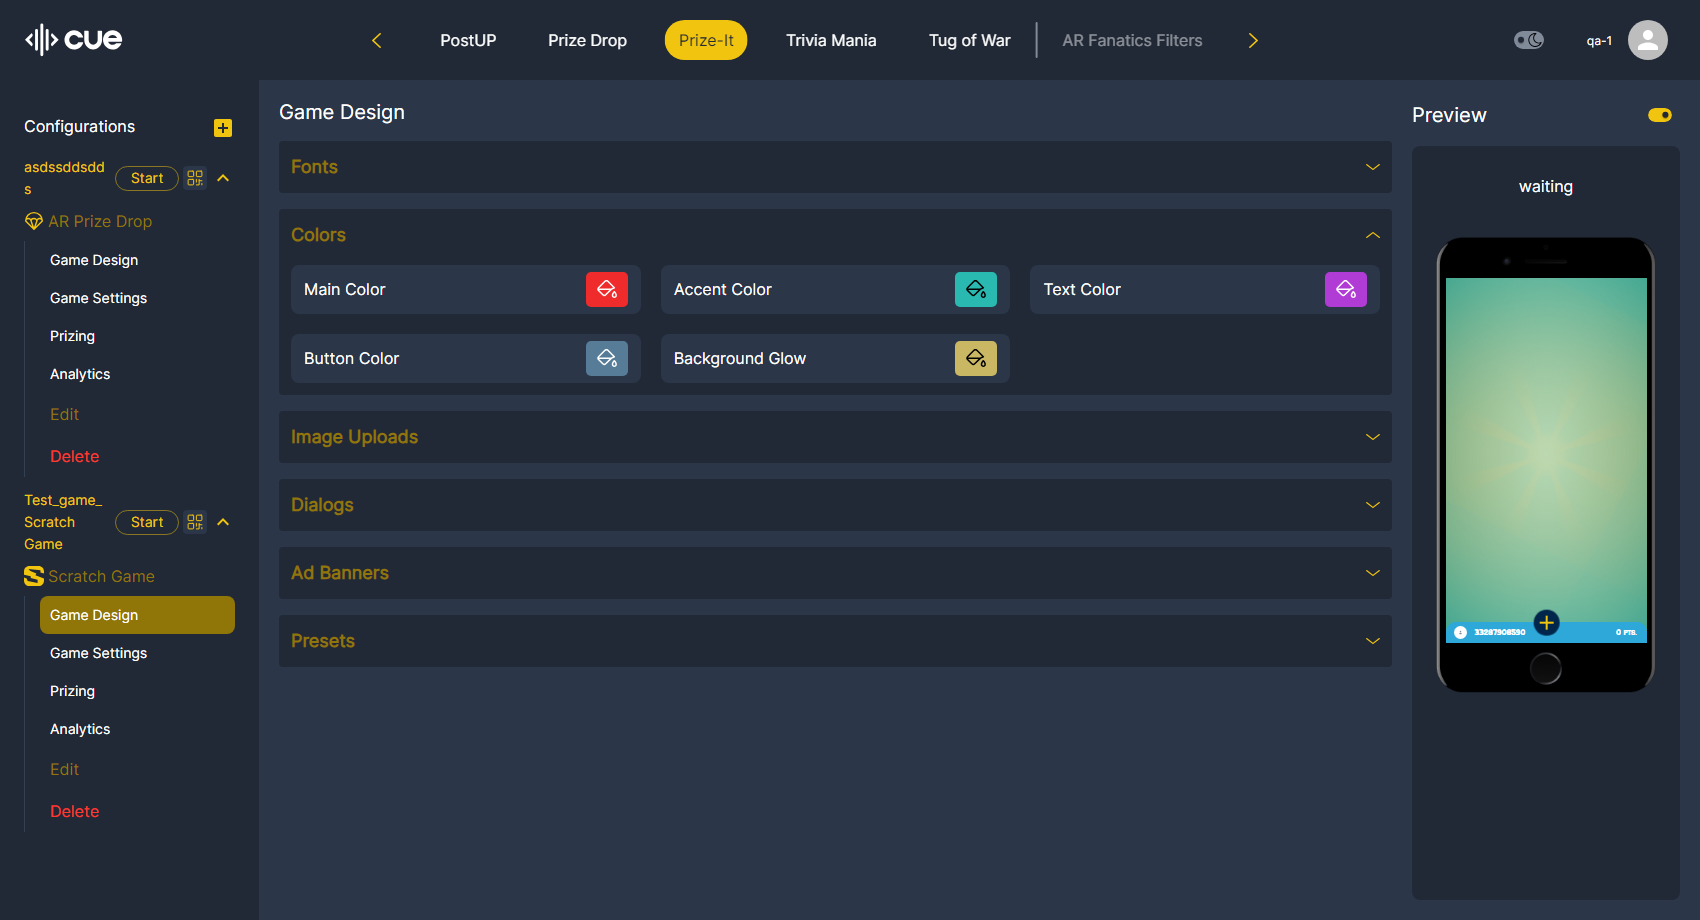 cue
PostUP
Prize Drop
Prize-It
Trivia Mania
Tug of War
AR Fanatics Filters
qa-1
Configurations
asdssddsdd
s
Start
AR Prize Drop
Game Design
Game Settings
Prizing
Analytics
Edit
Delete
Test_game_
Scratch
Game
Start
Scratch Game
Game Design
Game Settings
Prizing
Analytics
Edit
Delete
Game Design
Fonts
Colors
Main Color
Accent Color
Text Color
Button Color
Background Glow
Image Uploads
Dialogs
Ad Banners
Presets
Preview
waiting
33287908590
0 PTS.